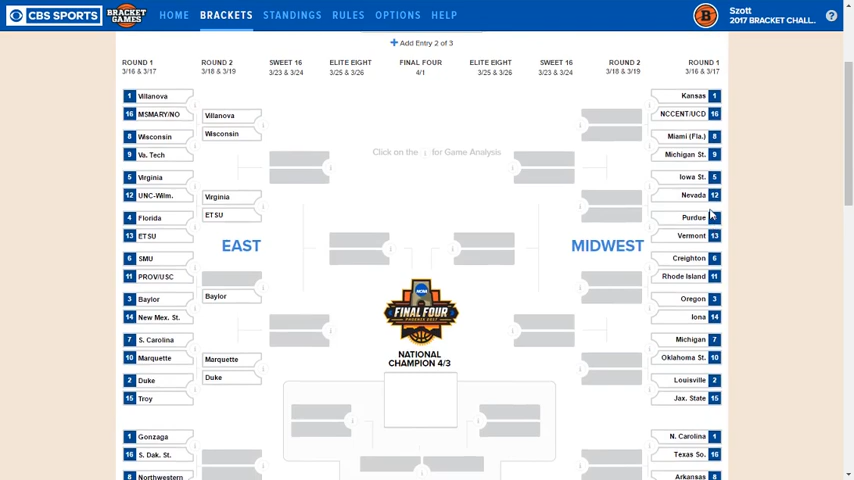 CBS SPORTS
BRACKET GAMES
HOME BRACKETS STANDINGS RULES OPTIONS HELP
Szott
2017 BRACKET CHALL..
?
+ Add Entry 2 of 3
ROUND 1 ROUND 2 SWEET 16 ELITE EIGHT FINAL FOUR ELITE EIGHT SWEET 16 ROUND 2 ROUND 1
3/16 & 3/17 3/18 & 3/19 3/23 & 3/24 3/25 & 3/26 4/1 3/25 & 3/26 3/23 & 3/24 3/18 & 3/19 3/16 & 3/17
1 Villanova
16 MSMARY/NO
8 Wisconsin
9 Va. Tech
5 Virginia
12 UNC-Wilm.
4 Florida
13 ETSU
6 SMU
11 PROV/USC
3 Baylor
14 New Mex. St.
7 S. Carolina
10 Marquette
2 Duke
15 Troy
1 Gonzaga
16 S. Dak. St.
8 Northwestern
Villanova
Wisconsin
Virginia
ETSU
EAST
Baylor
Marquette
Duke
Click on the i for Game Analysis
NCAA
FINAL FOUR
PHOENIX 2017
NATIONAL
CHAMPION 4/3
MIDWEST
Kansas 1
NCCENT/UCD 16
Miami (Fla.) 8
Michigan St. 9
Iowa St. 5
Nevada 12
Purdue
Vermont 13
Creighton 6
Rhode Island 11
Oregon 3
Iona 14
Michigan 7
Oklahoma St. 10
Louisville 2
Jax. State 15
N. Carolina 1
Texas So. 16
Arkansas 8